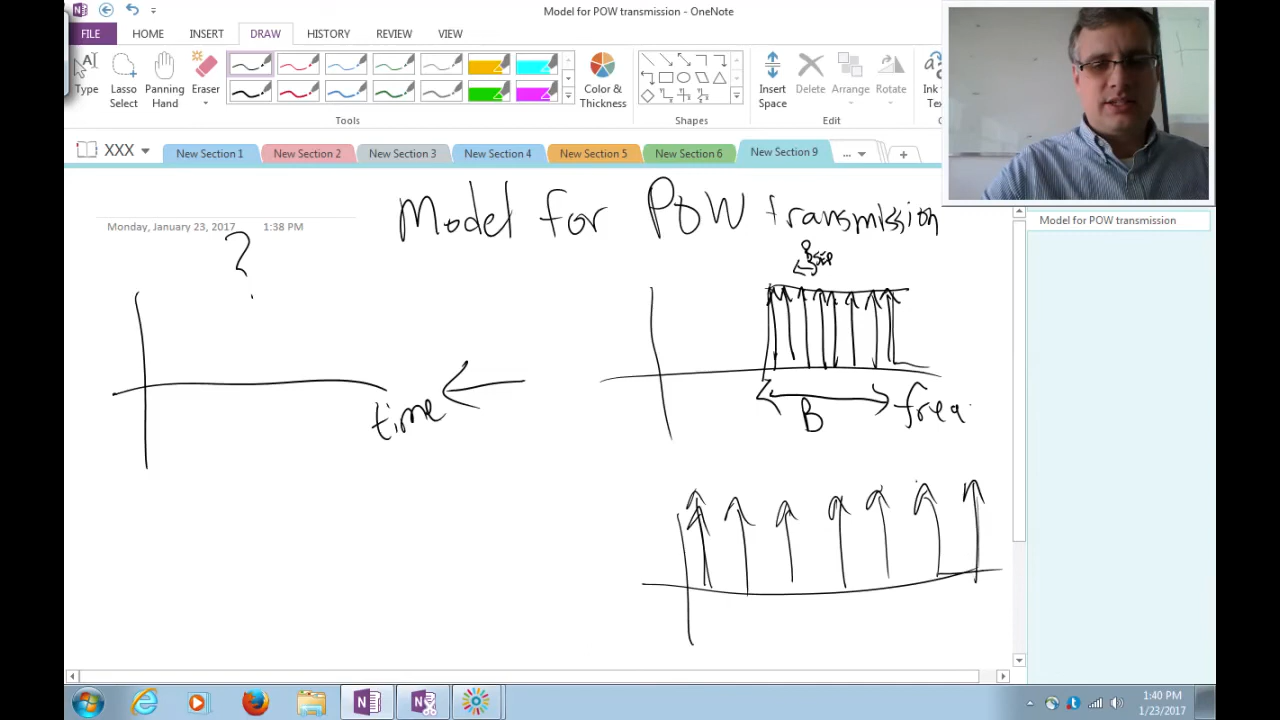 Model for POW transmission - OneNote
FILE HOME INSERT DRAW HISTORY REVIEW VIEW
Type
Lasso Select
Panning Hand
Eraser
Color & Thickness
Insert Space
Delete
Arrange
Rotate
Ink to Text
Tools
Shapes
Edit
XXX
New Section 1
New Section 2
New Section 3
New Section 4
New Section 5
New Section 6
New Section 9
...
Model for POW transmission
Model for POW transmission
Monday, January 23, 2017 1:38 PM
?
time
B
freq
1:40 PM
1/23/2017